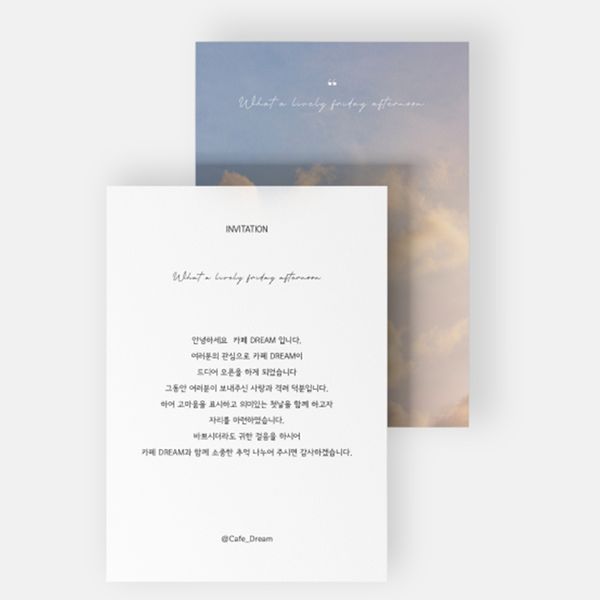 ❝
What a lively friday afternoon
INVITATION
What a lively friday afternoon
안녕하세요 카페 DREAM 입니다.
여러분의 관심으로 카페 DREAM이
드디어 오픈을 하게 되었습니다
그동안 여러분이 보내주신 사랑과 격려 덕분입니다.
하여 고마움을 표시하고 의미있는 첫날을 함께 하고자
자리를 마련하였습니다.
바쁘시더라도 귀한 걸음을 하시어
카페 DREAM과 함께 소중한 추억 나누어 주시면 감사하겠습니다.
@Cafe_Dream